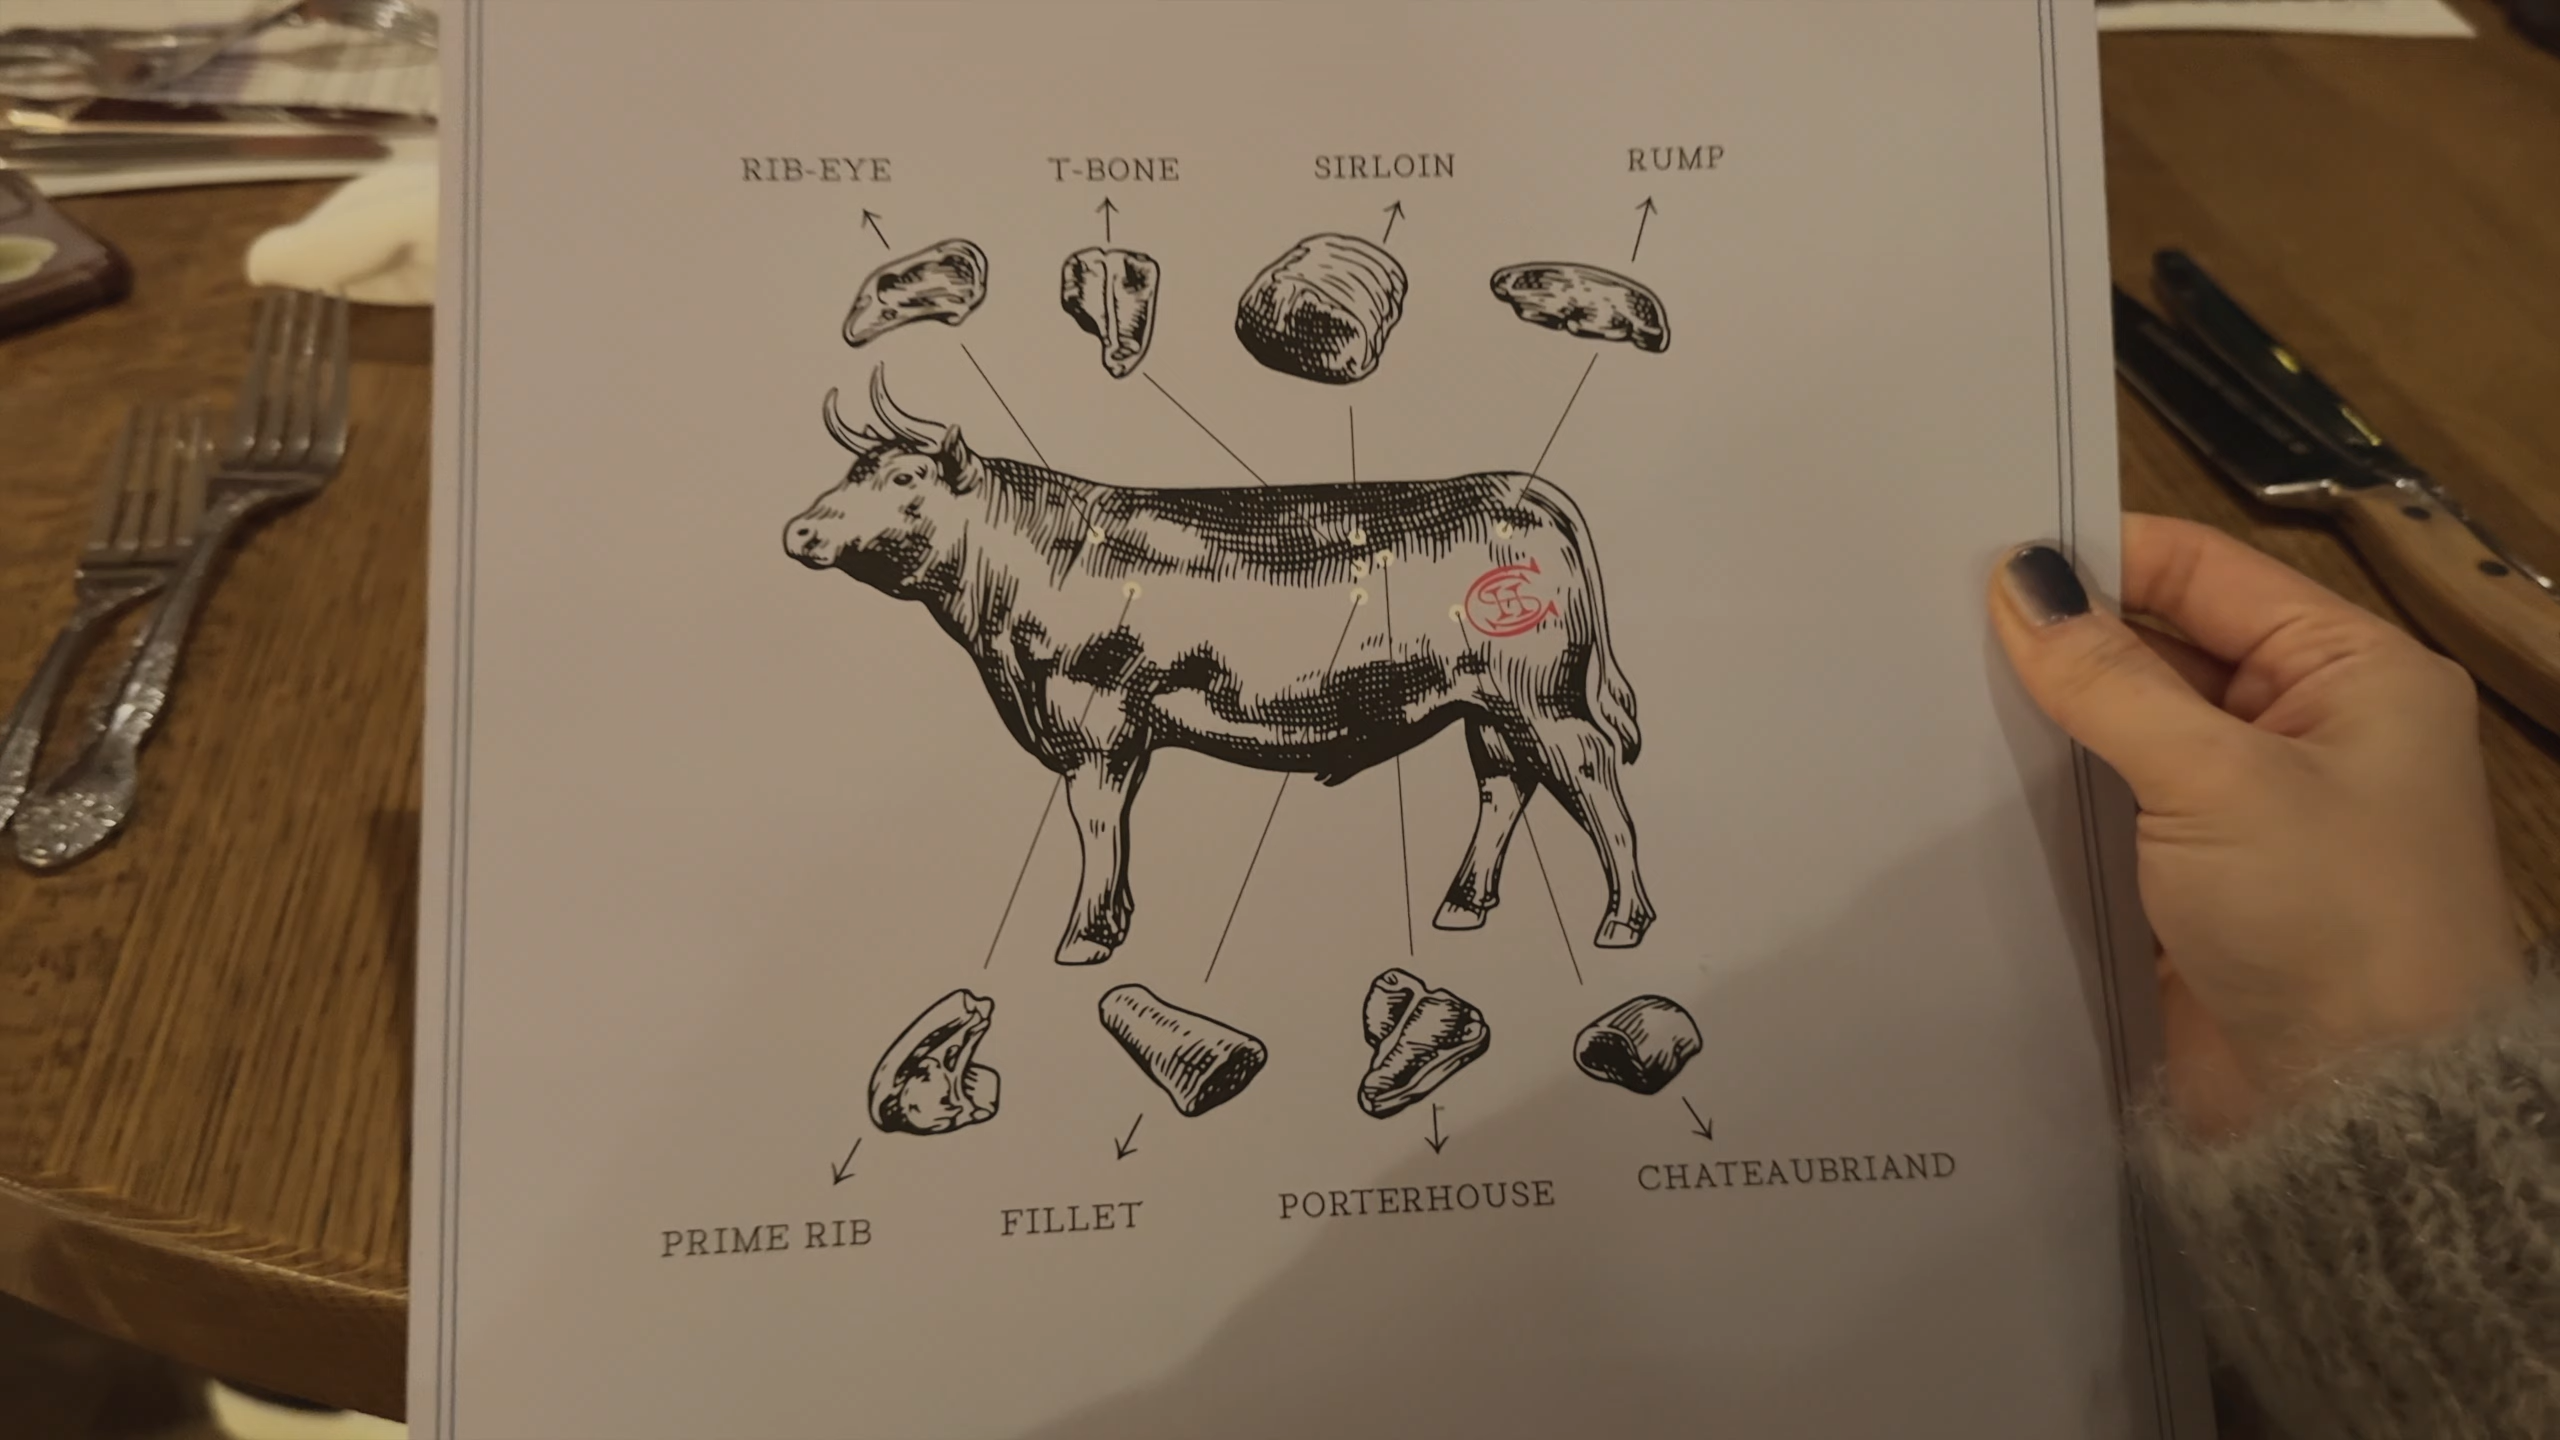 RIB-EYE
T-BONE
SIRLOIN
RUMP
PRIME RIB
FILLET
PORTERHOUSE
CHATEAUBRIAND